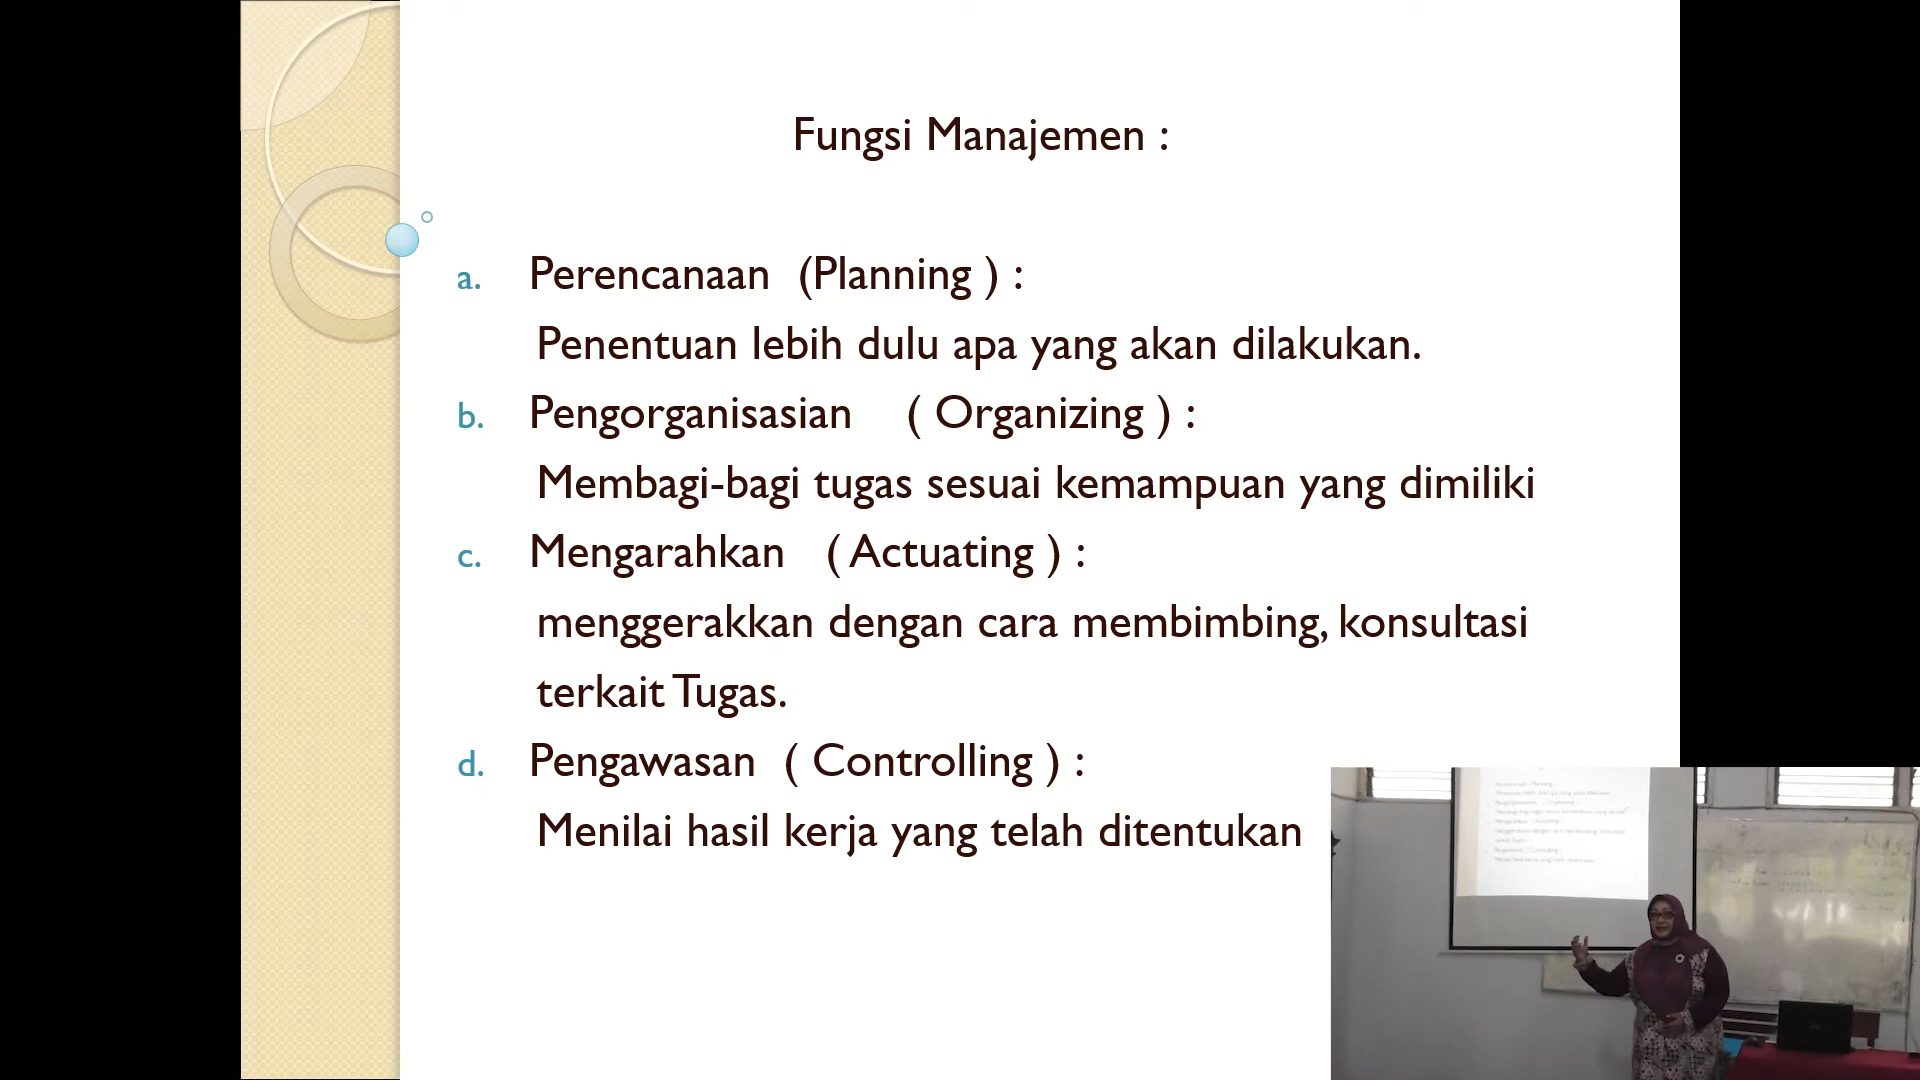 Fungsi Manajemen :
a. Perencanaan (Planning ) :
Penentuan lebih dulu apa yang akan dilakukan.
b. Pengorganisasian ( Organizing ) :
Membagi-bagi tugas sesuai kemampuan yang dimiliki
c. Mengarahkan ( Actuating ) :
menggerakkan dengan cara membimbing, konsultasi
terkait Tugas.
d. Pengawasan ( Controlling ) :
Menilai hasil kerja yang telah ditentukan